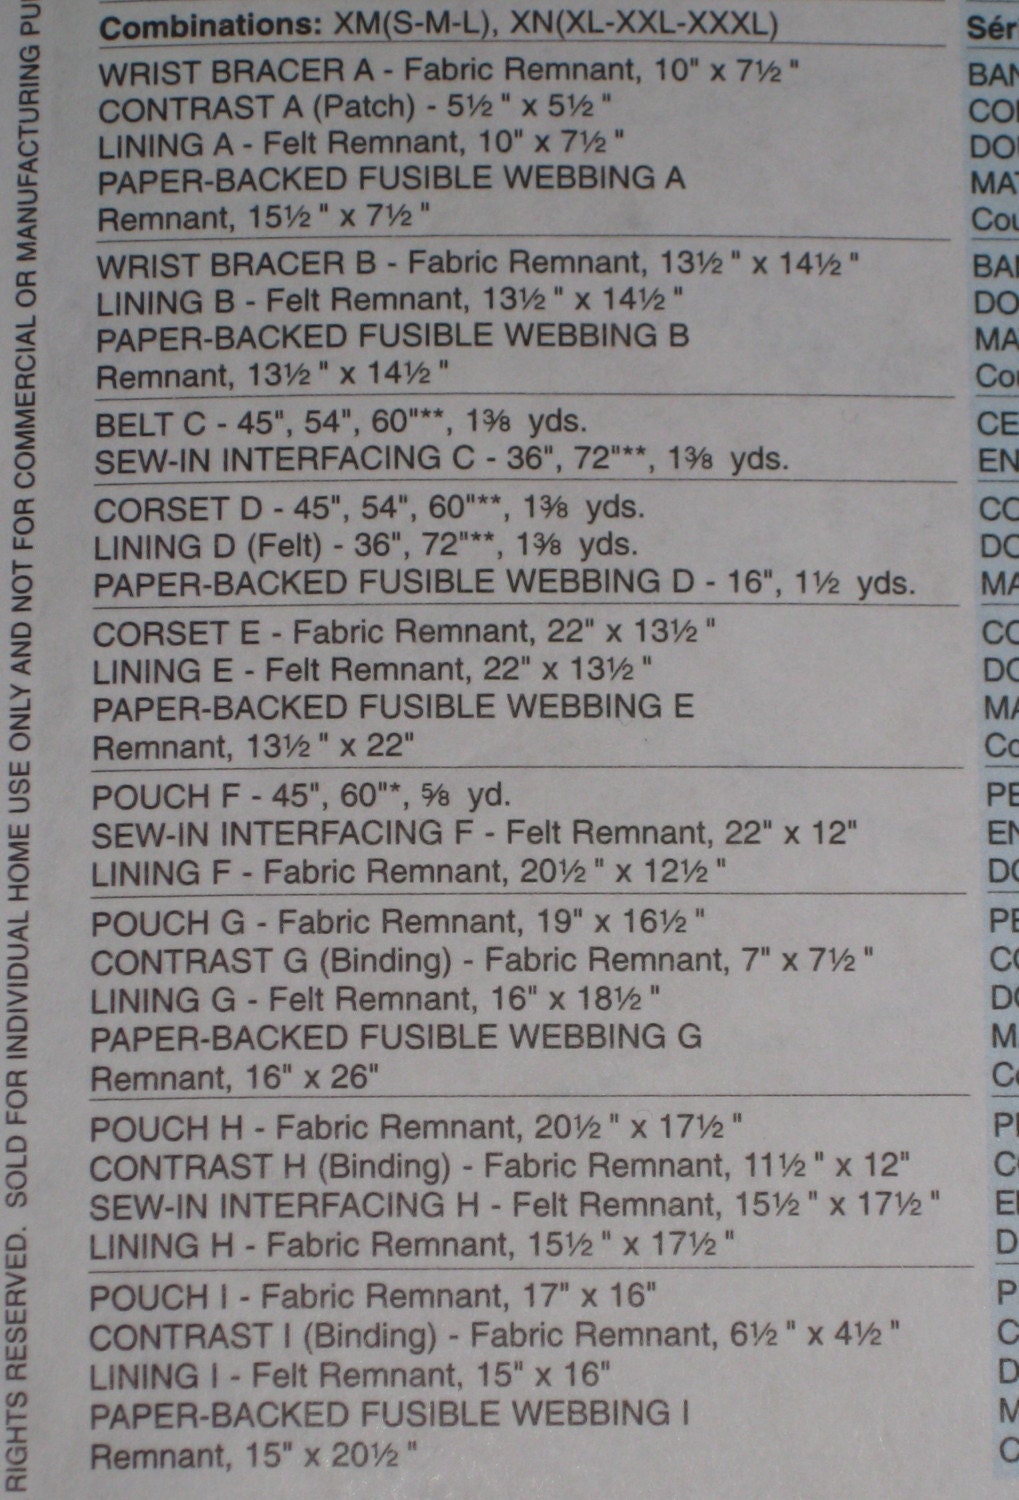 Combinations: XM(S-M-L), XN(XL-XXL-XXXL)
WRIST BRACER A - Fabric Remnant, 10" x 7½ "
CONTRAST A (Patch) - 5½ " x 5½ "
LINING A - Felt Remnant, 10" x 7½ "
PAPER-BACKED FUSIBLE WEBBING A
Remnant, 15½ " x 7½ "
WRIST BRACER B - Fabric Remnant, 13½ " x 14½ "
LINING B - Felt Remnant, 13½ " x 14½ "
PAPER-BACKED FUSIBLE WEBBING B
Remnant, 13½ " x 14½ "
BELT C - 45", 54", 60"**, 1⅜ yds.
SEW-IN INTERFACING C - 36", 72"**, 1⅜ yds.
CORSET D - 45", 54", 60"**, 1⅜ yds.
LINING D (Felt) - 36", 72"**, 1⅜ yds.
PAPER-BACKED FUSIBLE WEBBING D - 16", 1½ yds.
CORSET E - Fabric Remnant, 22" x 13½ "
LINING E - Felt Remnant, 22" x 13½ "
PAPER-BACKED FUSIBLE WEBBING E
Remnant, 13½ " x 22"
POUCH F - 45", 60"*, ⅝ yd.
SEW-IN INTERFACING F - Felt Remnant, 22" x 12"
LINING F - Fabric Remnant, 20½ " x 12½ "
POUCH G - Fabric Remnant, 19" x 16½ "
CONTRAST G (Binding) - Fabric Remnant, 7" x 7½ "
LINING G - Felt Remnant, 16" x 18½ "
PAPER-BACKED FUSIBLE WEBBING G
Remnant, 16" x 26"
POUCH H - Fabric Remnant, 20½ " x 17½ "
CONTRAST H (Binding) - Fabric Remnant, 11½ " x 12"
SEW-IN INTERFACING H - Felt Remnant, 15½ " x 17½ "
LINING H - Fabric Remnant, 15½ " x 17½ "
POUCH I - Fabric Remnant, 17" x 16"
CONTRAST I (Binding) - Fabric Remnant, 6½ " x 4½ "
LINING I - Felt Remnant, 15" x 16"
PAPER-BACKED FUSIBLE WEBBING I
Remnant, 15" x 20½ "
RIGHTS RESERVED. SOLD FOR INDIVIDUAL HOME USE ONLY AND NOT FOR COMMERCIAL OR MANUFACTURING